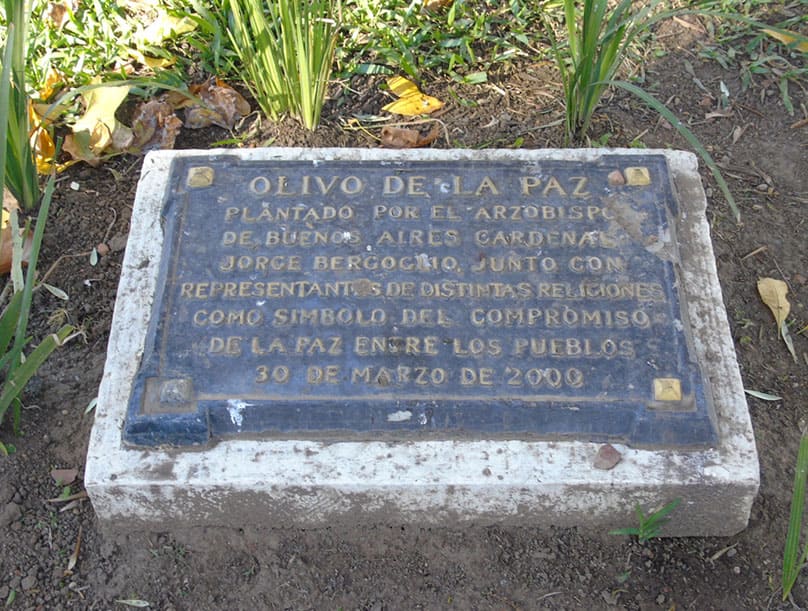 OLIVO DE LA PAZ
PLANTADO POR EL ARZOBISPO
DE BUENOS AIRES CARDENAL
JORGE BERGOGLIO, JUNTO CON
REPRESENTANTES DE DISTINTAS RELIGIONES
COMO SIMBOLO DEL COMPROMISO
DE LA PAZ ENTRE LOS PUEBLOS
30 DE MARZO DE 2000